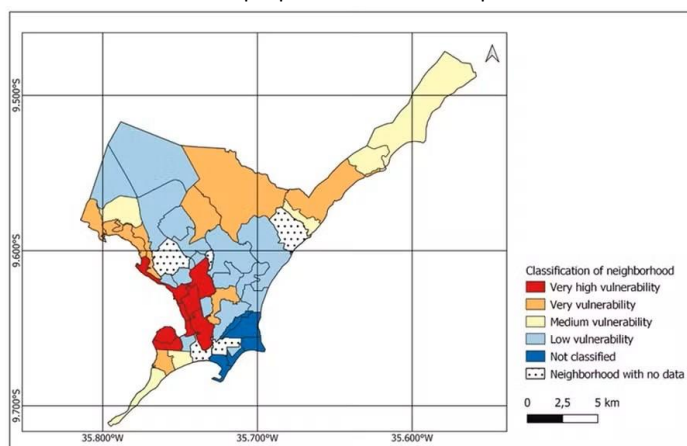 9.500°S
9.600°S
9.700°S
35.800°W
35.700°W
35.600°W
Classification of neighborhood
Very high vulnerability
Very vulnerability
Medium vulnerability
Low vulnerability
Not classified
Neighborhood with no data
0 2,5 5 km